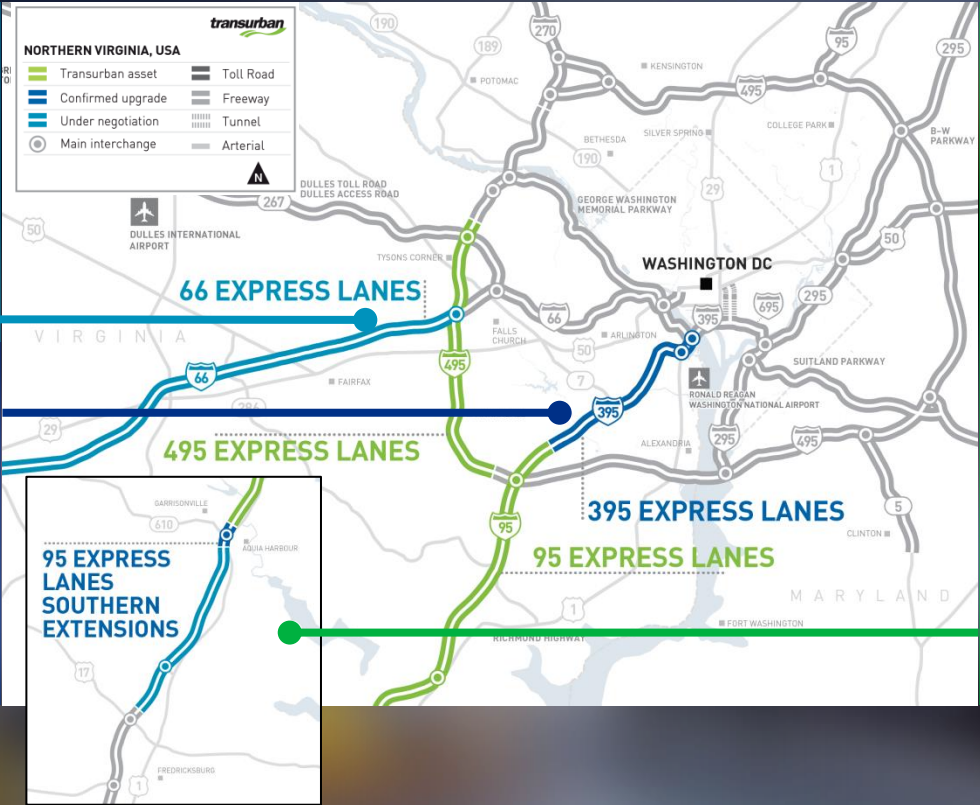 transurban
NORTHERN VIRGINIA, USA
Transurban asset
Toll Road
Confirmed upgrade
Freeway
Under negotiation
Tunnel
Main interchange
Arterial
N
190
270
95
295
189
KENSINGTON
POTOMAC
495
BETHESDA
SILVER SPRING
COLLEGE PARK
B-W
PARKWAY
190
1
29
DULLES TOLL ROAD
DULLES ACCESS ROAD
267
GEORGE WASHINGTON
MEMORIAL PARKWAY
50
DULLES INTERNATIONAL
AIRPORT
50
TYSONS CORNER
WASHINGTON DC
66 EXPRESS LANES
295
695
395
66
VIRGINIA
FALLS
CHURCH
ARLINGTON
50
495
SUITLAND PARKWAY
66
FAIRFAX
7
RONALD REAGAN
WASHINGTON NATIONAL AIRPORT
286
395
29
495 EXPRESS LANES
ALEXANDRIA
295
495
395 EXPRESS LANES
5
CLINTON
95
95 EXPRESS LANES
MARYLAND
1
FORT WASHINGTON
RICHMOND HIGHWAY
GARRISONVILLE
610
AQUIA HARBOUR
95 EXPRESS
LANES
SOUTHERN
EXTENSIONS
17
FREDRICKSBURG
1